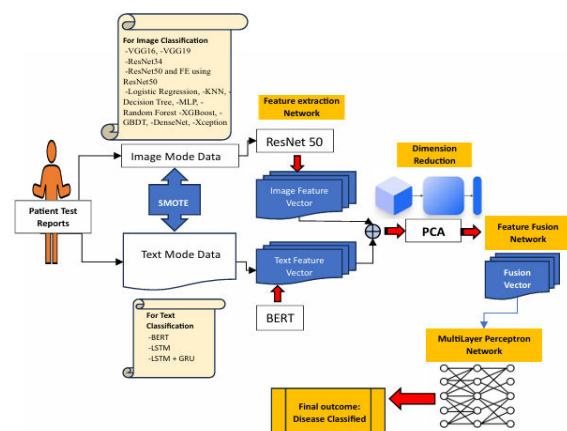 For Image Classification
-VGG16, -VGG19
-ResNet34
-ResNet50 and FE using
ResNet50
-Logistic Regression, -KNN, -
Decision Tree, -MLP, -
Random Forest -XGBoost, -
GBDT, -DenseNet, -Xception
Feature extraction
Network
Image Mode Data
ResNet 50
Dimension
Reduction
Patient Test
Reports
SMOTE
Image Feature
Vector
PCA
Feature Fusion
Network
Text Mode Data
Text Feature
Vector
Fusion
Vector
BERT
For Text
Classification
-BERT
-LSTM
-LSTM + GRU
MultiLayer Perceptron
Network
Final outcome:
Disease Classified